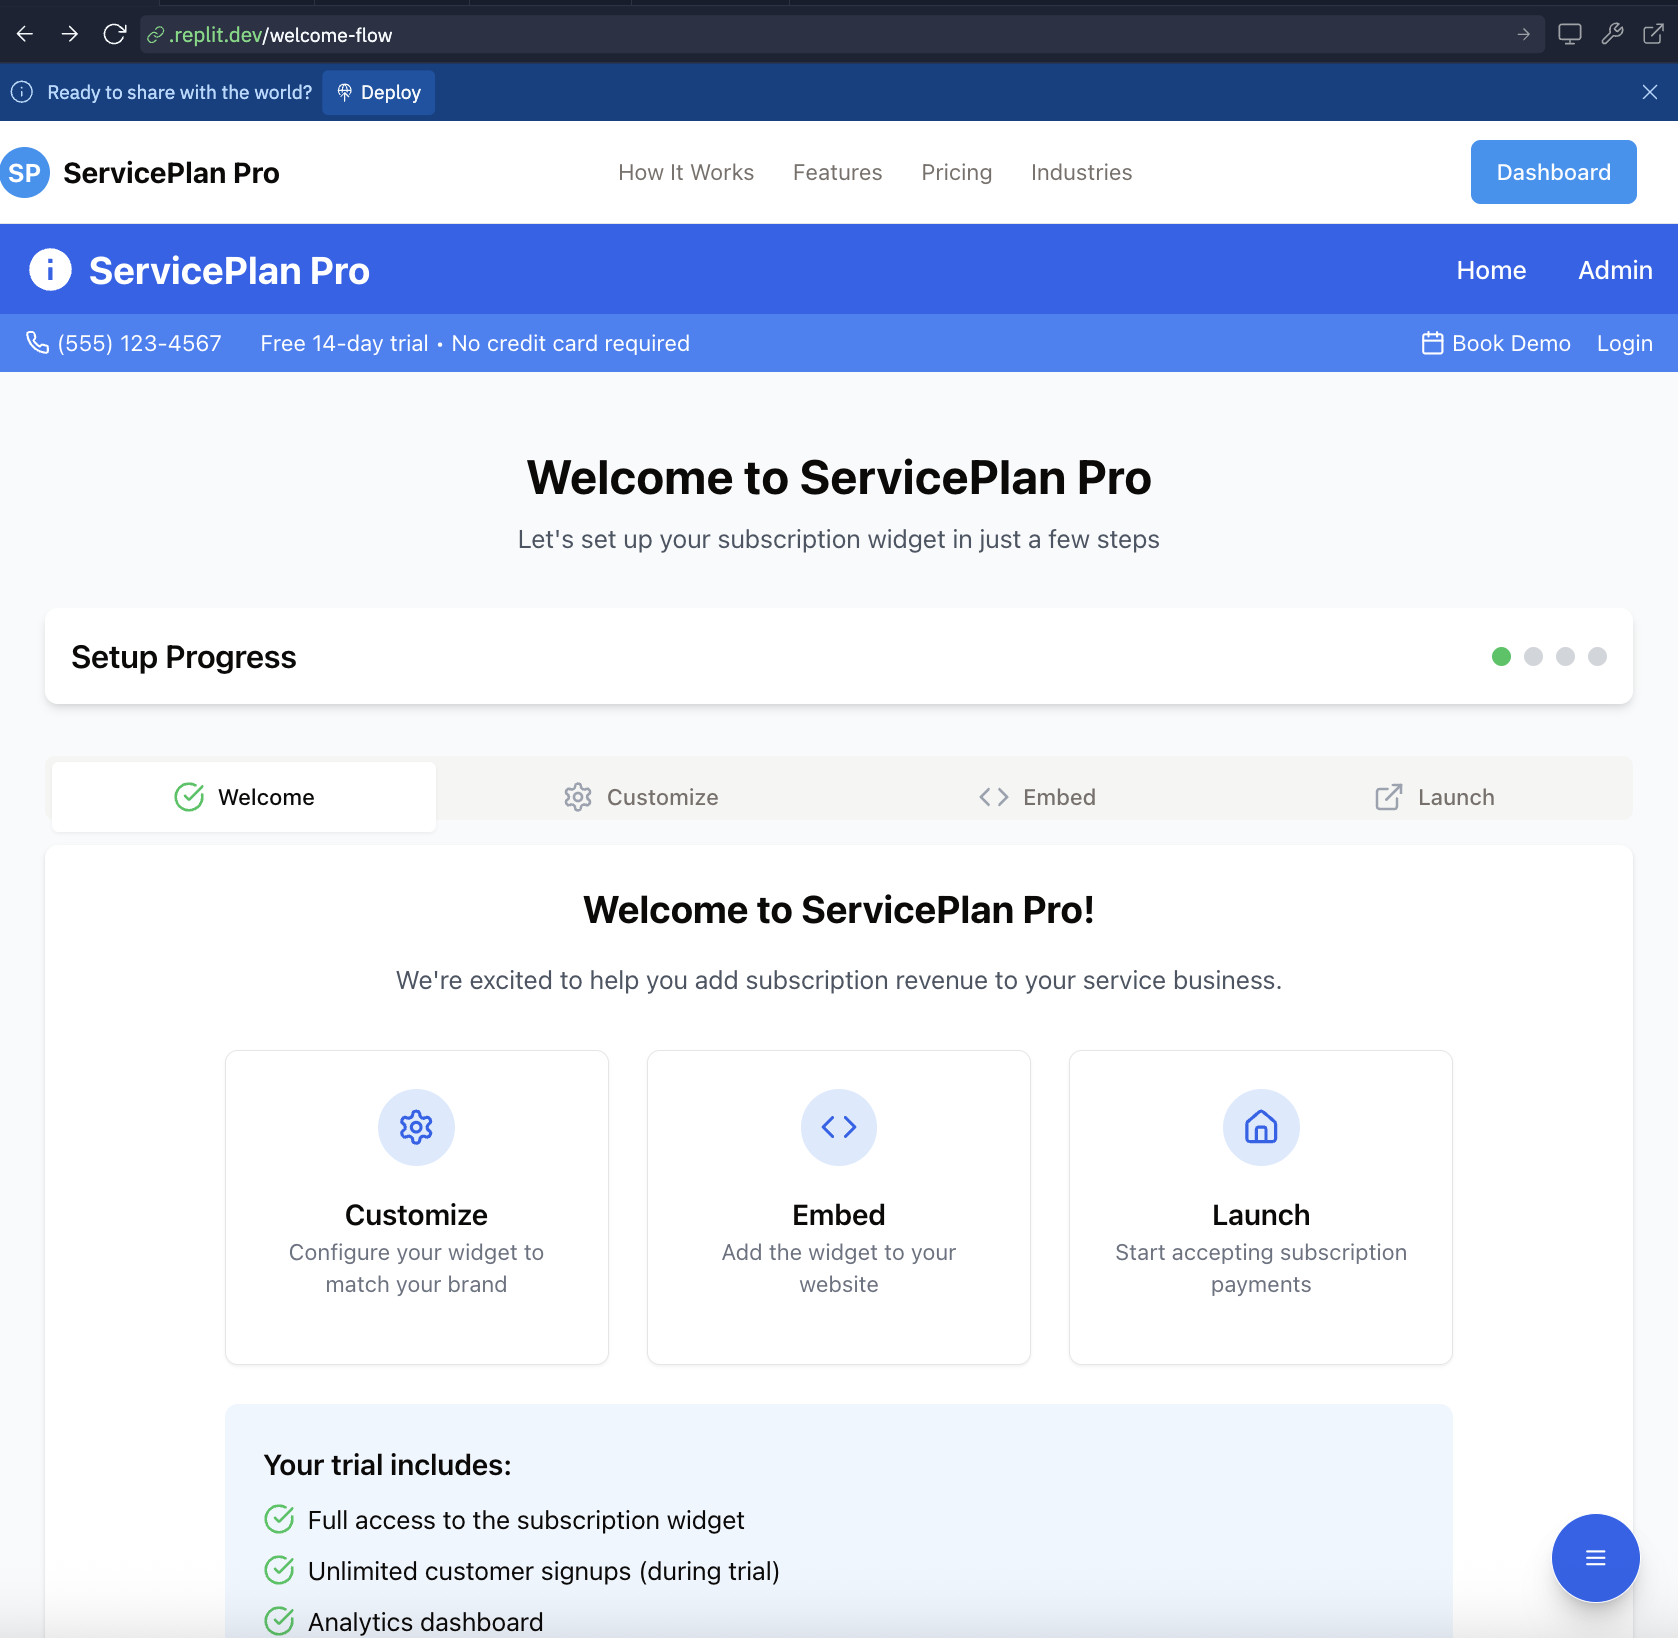 .replit.dev/welcome-flow
Ready to share with the world? Deploy
SP ServicePlan Pro How It Works Features Pricing Industries Dashboard
ServicePlan Pro Home Admin
(555) 123-4567 Free 14-day trial • No credit card required Book Demo Login
Welcome to ServicePlan Pro
Let's set up your subscription widget in just a few steps
Setup Progress
Welcome Customize Embed Launch
Welcome to ServicePlan Pro!
We're excited to help you add subscription revenue to your service business.
Customize
Configure your widget to
match your brand
Embed
Add the widget to your
website
Launch
Start accepting subscription
payments
Your trial includes:
Full access to the subscription widget
Unlimited customer signups (during trial)
Analytics dashboard